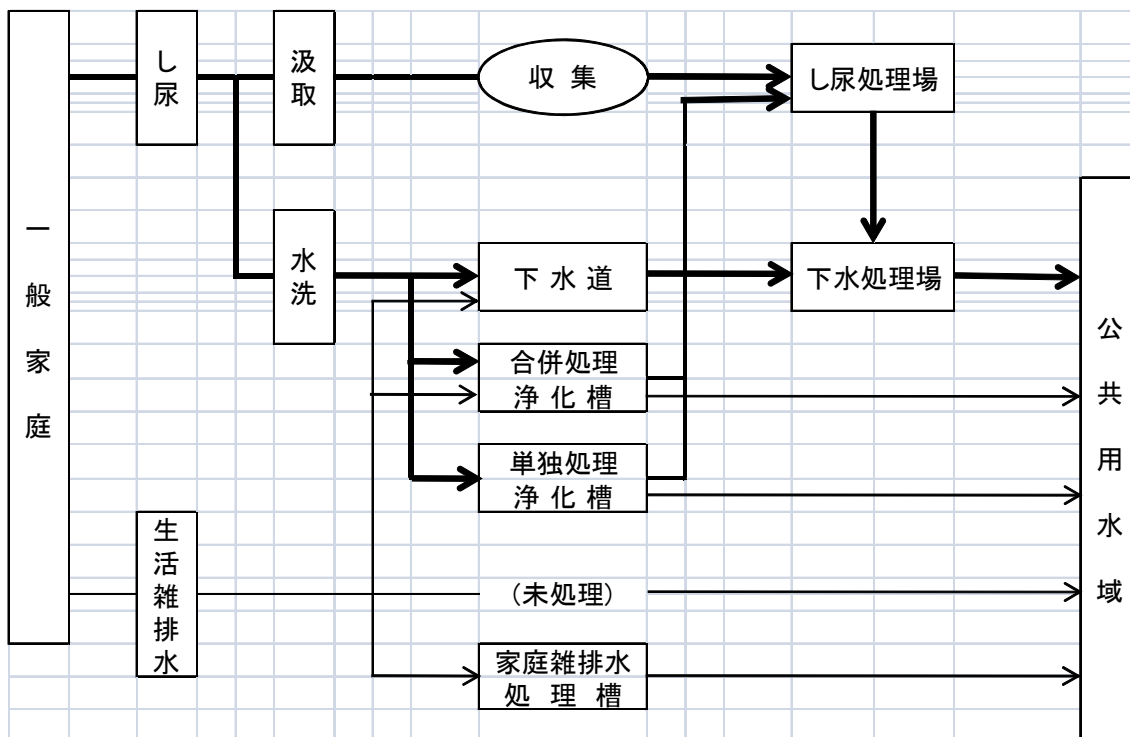 一般家庭
し尿
汲取
収 集
し尿処理場
水洗
下 水 道
下水処理場
合併処理
浄 化 槽
単独処理
浄 化 槽
生活雑排水
(未処理)
家庭雑排水
処 理 槽
公共用水域